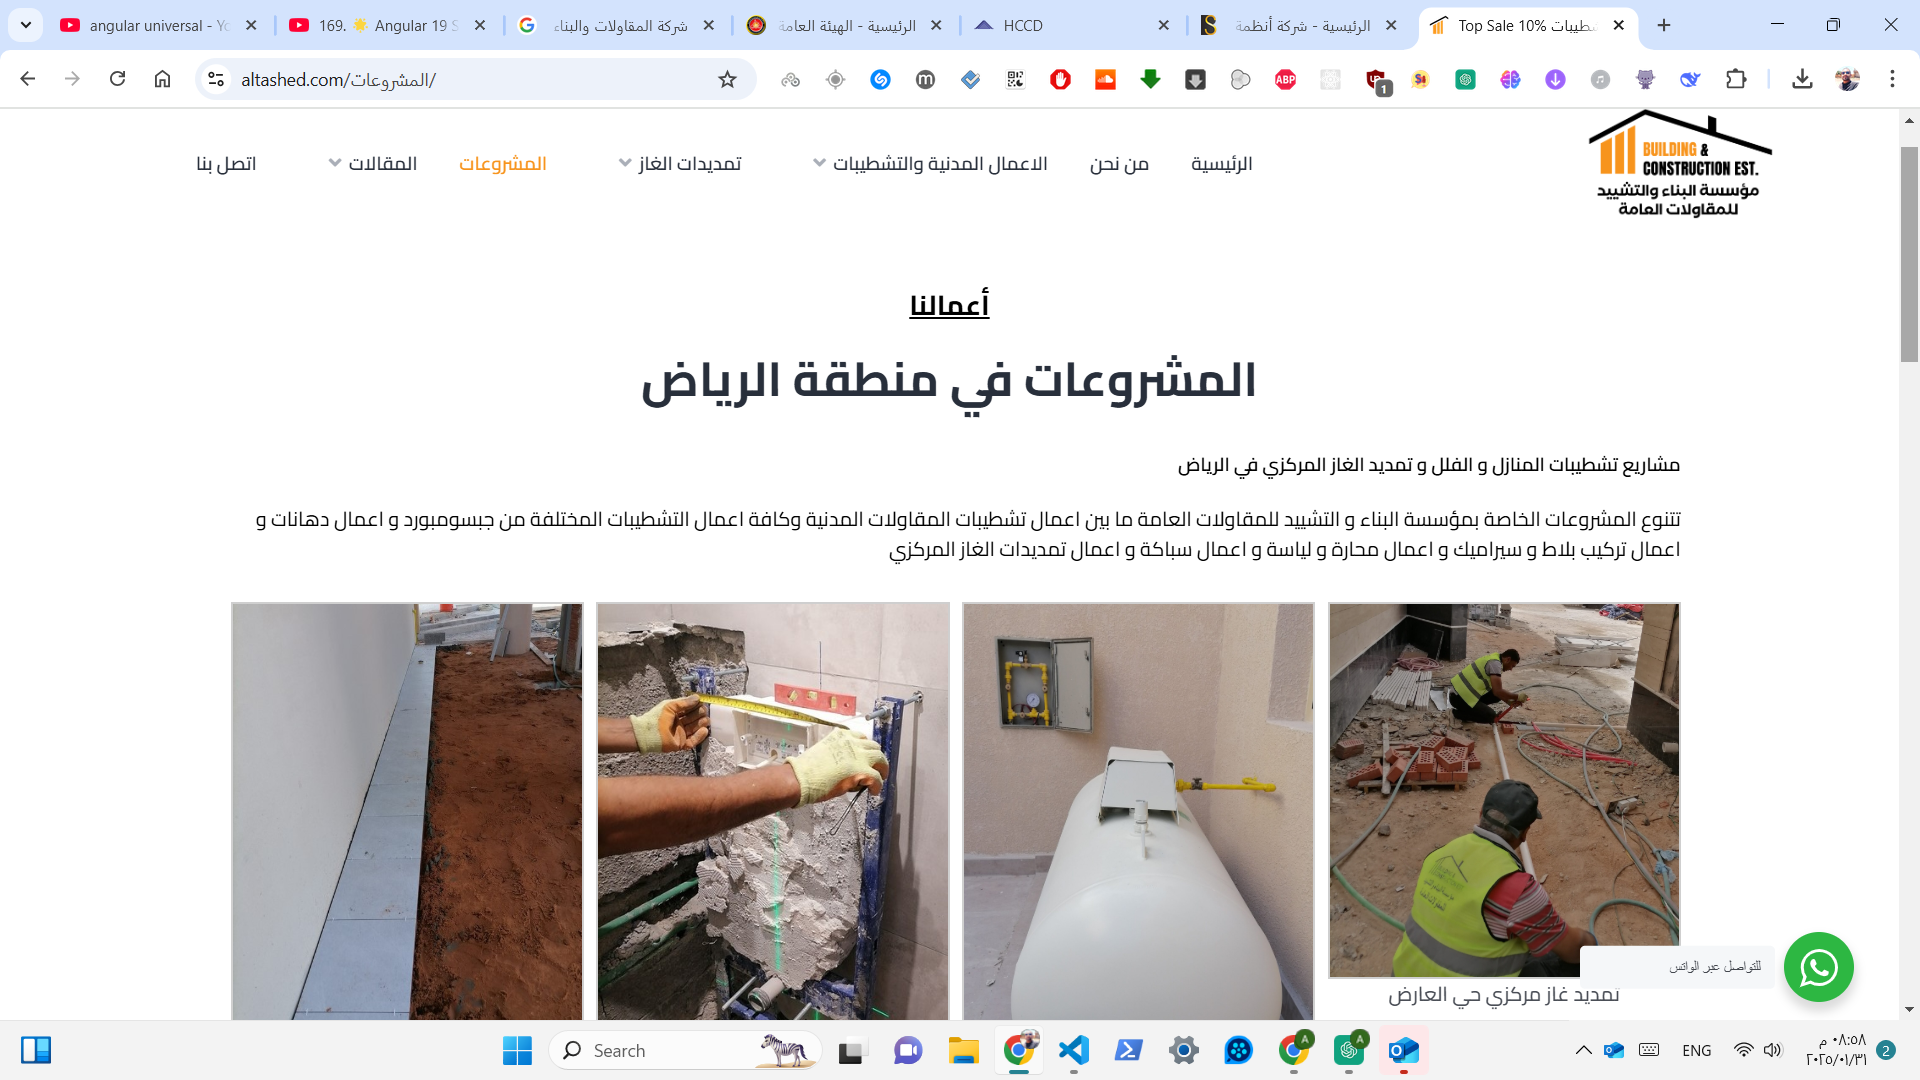 angular universal - Yo
169. 🌟 Angular 19 S
شركة المقاولات والبناء
الرئيسية - الهيئة العامة
HCCD
الرئيسية - شركة أنظمة
Top Sale 10% شطيبات
altashed.com/المشروعات/
1
BUILDING &
CONSTRUCTION EST.
مؤسسة البناء والتشييد
للمقاولات العامة
الرئيسية
من نحن
الاعمال المدنية والتشطيبات
تمديدات الغاز
المشروعات
المقالات
اتصل بنا
أعمالنا
المشروعات في منطقة الرياض
مشاريع تشطيبات المنازل و الفلل و تمديد الغاز المركزي في الرياض
تتنوع المشروعات الخاصة بمؤسسة البناء و التشييد للمقاولات العامة ما بين اعمال تشطيبات المقاولات المدنية وكافة اعمال التشطيبات المختلفة من جبسومبورد و اعمال دهانات و
اعمال تركيب بلاط و سيراميك و اعمال محارة و لياسة و اعمال سباكة و اعمال تمديدات الغاز المركزي
للتواصل عبر الواتس
تمديد غاز مركزي حي العارض
Search
ENG
٠٨:٥٨ م
٢٠٢٥/٠١/٣١
2